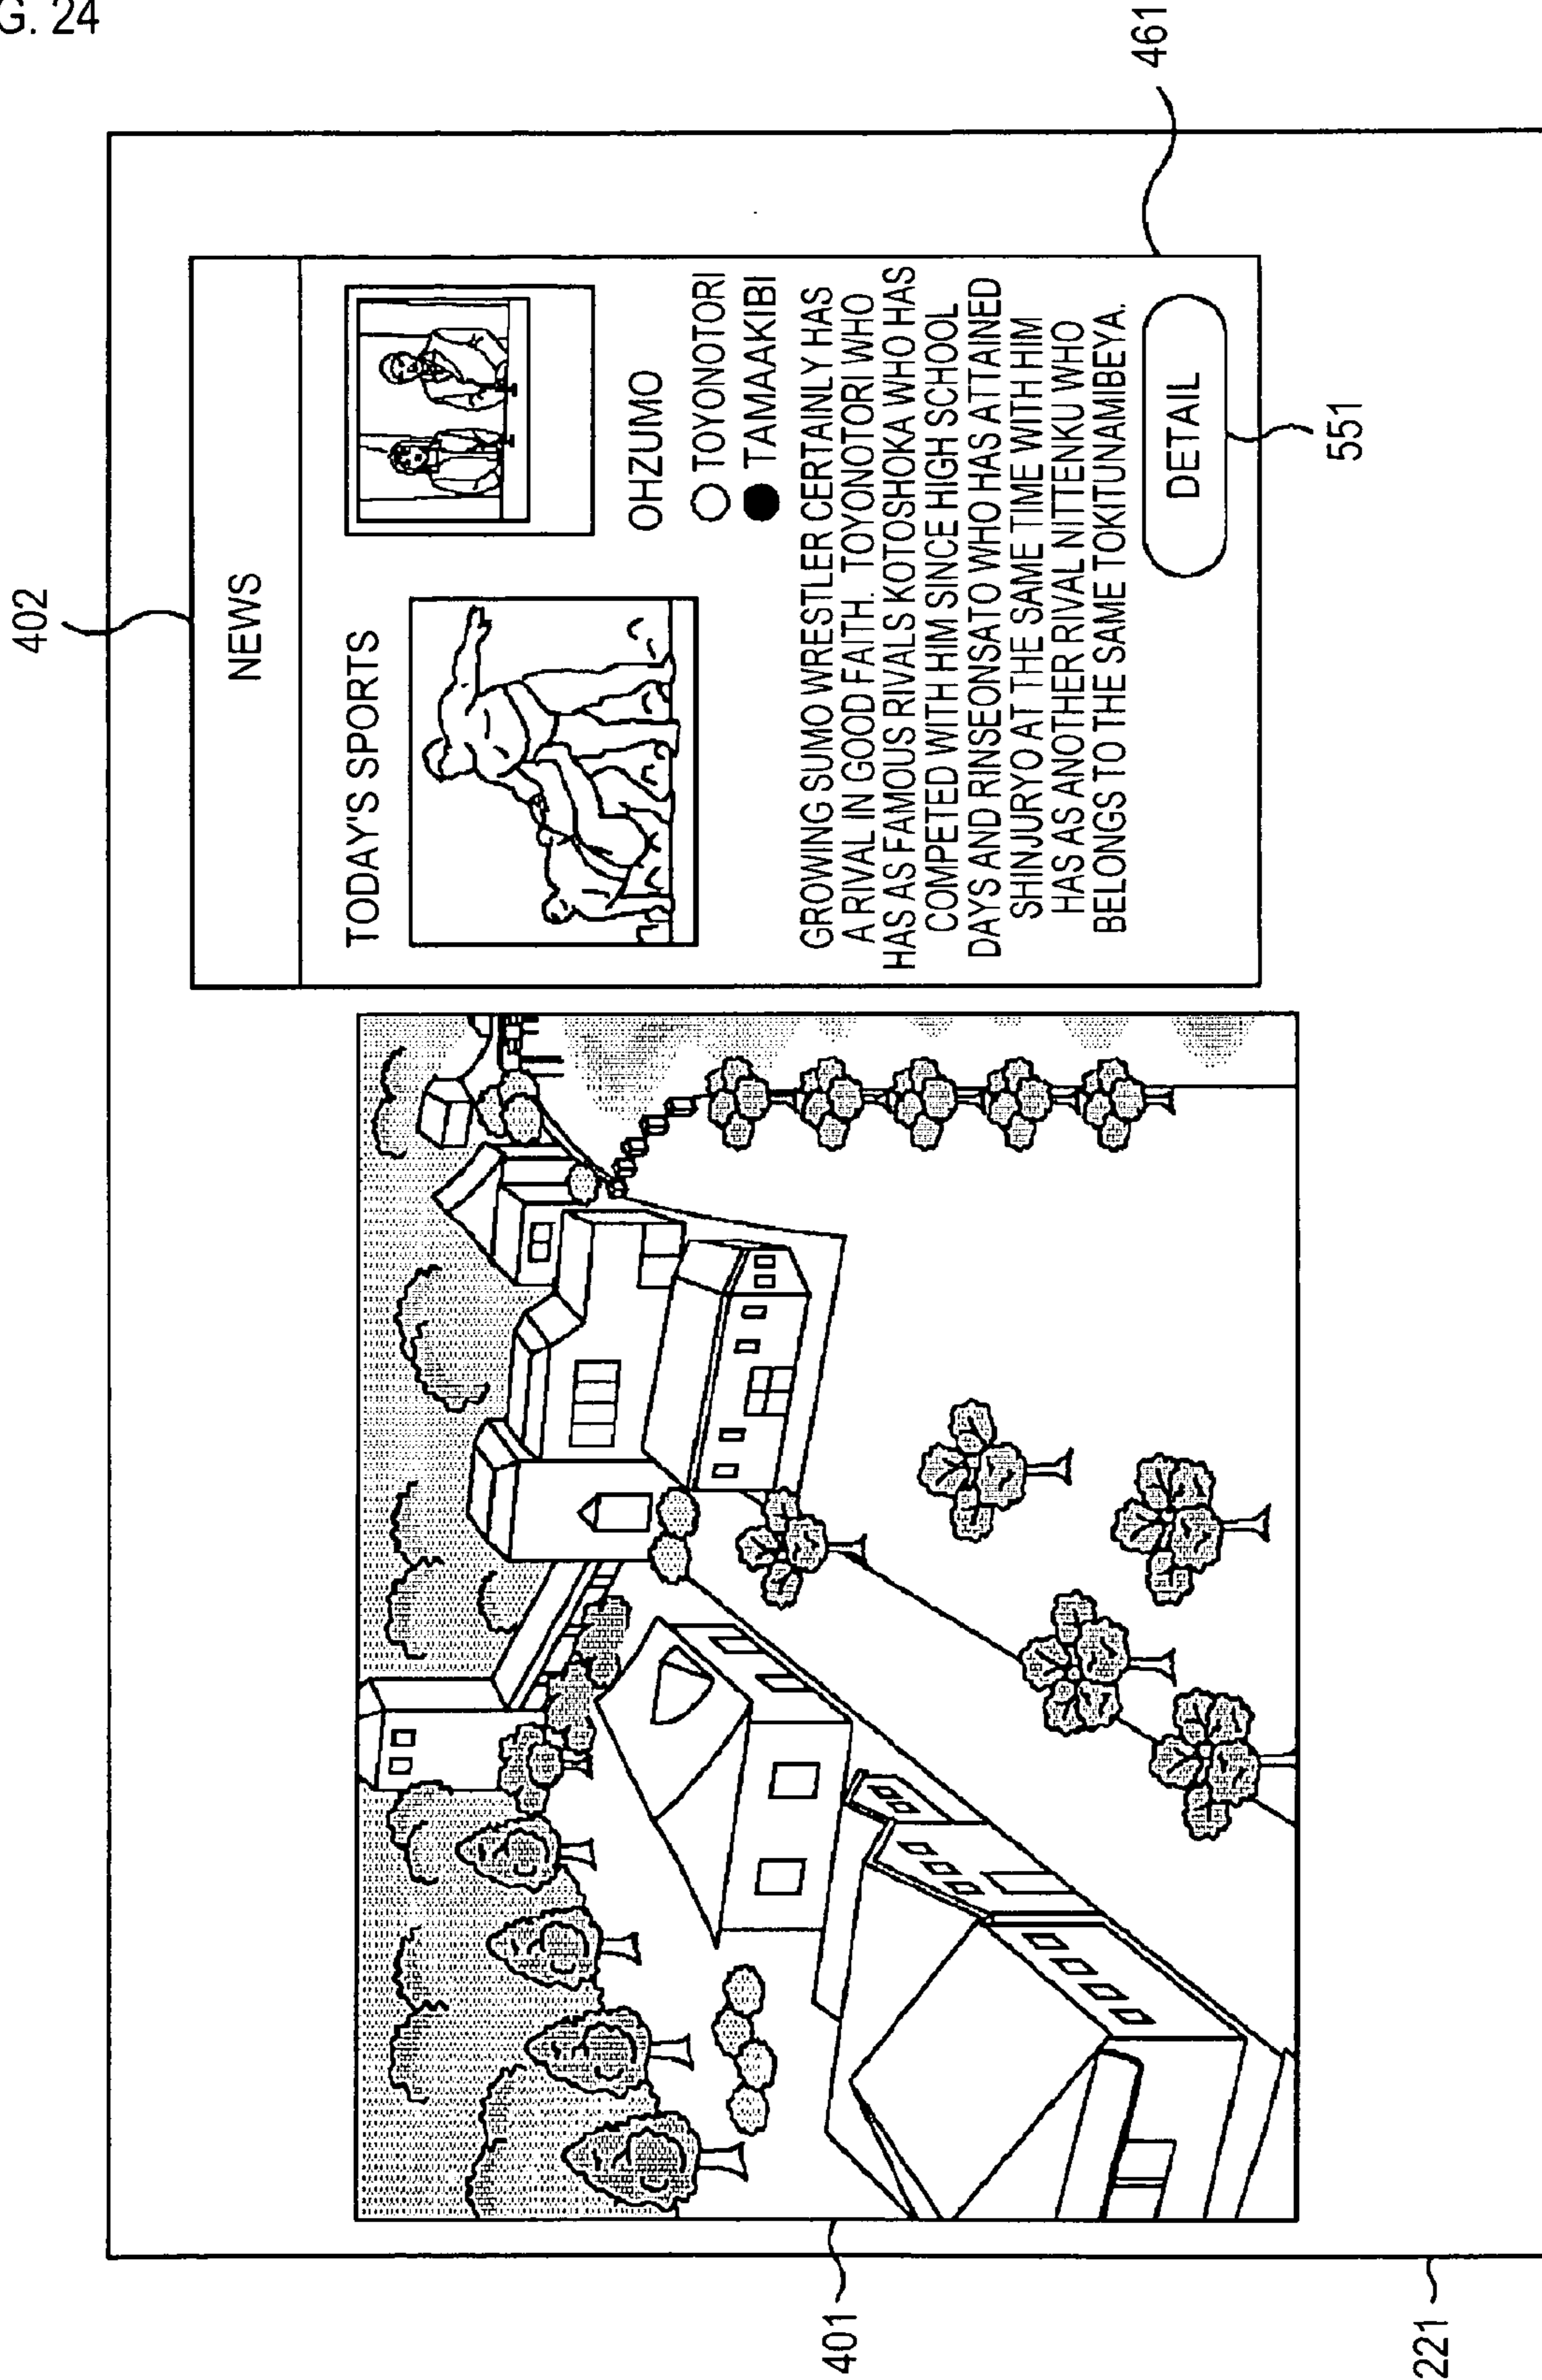 G. 24
402
NEWS
461
TODAY'S SPORTS
OHZUMO
○ TOYONOTORI
● TAMAAKIBI
GROWING SUMO WRESTLER CERTAINLY HAS
A RIVAL IN GOOD FAITH. TOYONOTORI WHO
HAS AS FAMOUS RIVALS KOTOSHOKA WHO HAS
COMPETED WITH HIM SINCE HIGH SCHOOL
DAYS AND RINSEONSATO WHO HAS ATTAINED
SHINJURYO AT THE SAME TIME WITH HIM
HAS AS ANOTHER RIVAL NITTENKU WHO
BELONGS TO THE SAME TOKITUNAMIBEYA.
DETAIL
551
401
221